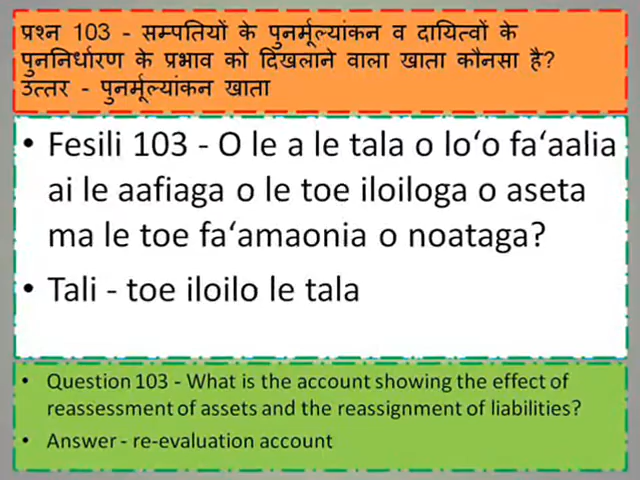 प्रश्न 103 - सम्पतियों के पुनर्मूल्यांकन व दायित्वों के
पुननिर्धारण के प्रभाव को दिखलाने वाला खाता कौनसा है?
उत्तर - पुनर्मूल्यांकन खाता
• Fesili 103 - O le a le tala o loʻo faʻaalia
ai le aafiaga o le toe iloiloga o aseta
ma le toe faʻamaonia o noataga?
• Tali - toe iloilo le tala
• Question 103 - What is the account showing the effect of
reassessment of assets and the reassignment of liabilities?
• Answer - re-evaluation account